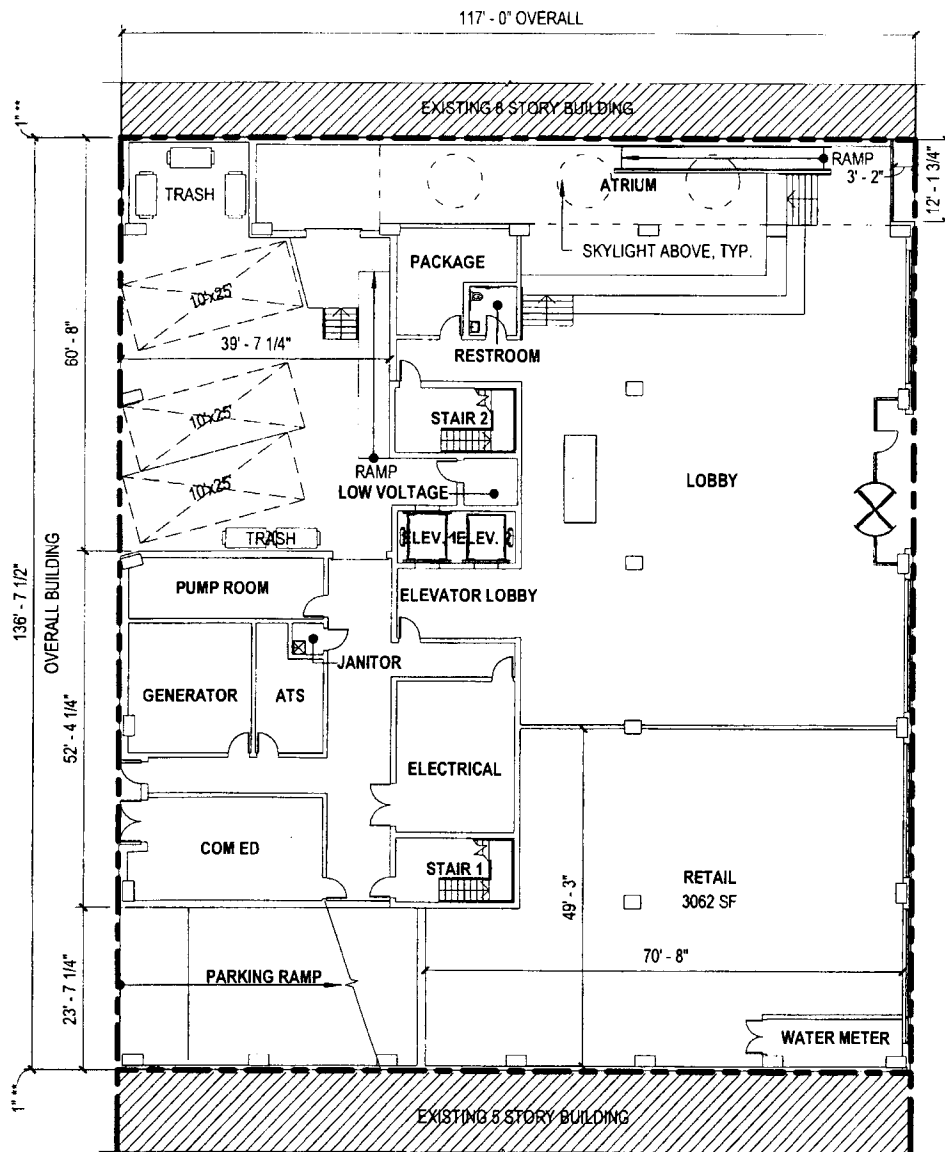 117' - 0" OVERALL
EXISTING 8 STORY BUILDING
1" **
TRASH
RAMP
3' - 2"
12' - 1 3/4"
ATRIUM
SKYLIGHT ABOVE, TYP.
PACKAGE
10'x25'
60' - 8"
39' - 7 1/4"
RESTROOM
10'x25'
STAIR 2
RAMP
LOW VOLTAGE
LOBBY
10'x25'
TRASH
ELEV. 1
ELEV.
PUMP ROOM
ELEVATOR LOBBY
136' - 7 1/2"
OVERALL BUILDING
JANITOR
GENERATOR
ATS
52' - 4 1/4"
ELECTRICAL
COM ED
STAIR 1
RETAIL
3062 SF
49' - 3"
70' - 8"
PARKING RAMP
23' - 7 1/4"
WATER METER
1" **
EXISTING 5 STORY BUILDING